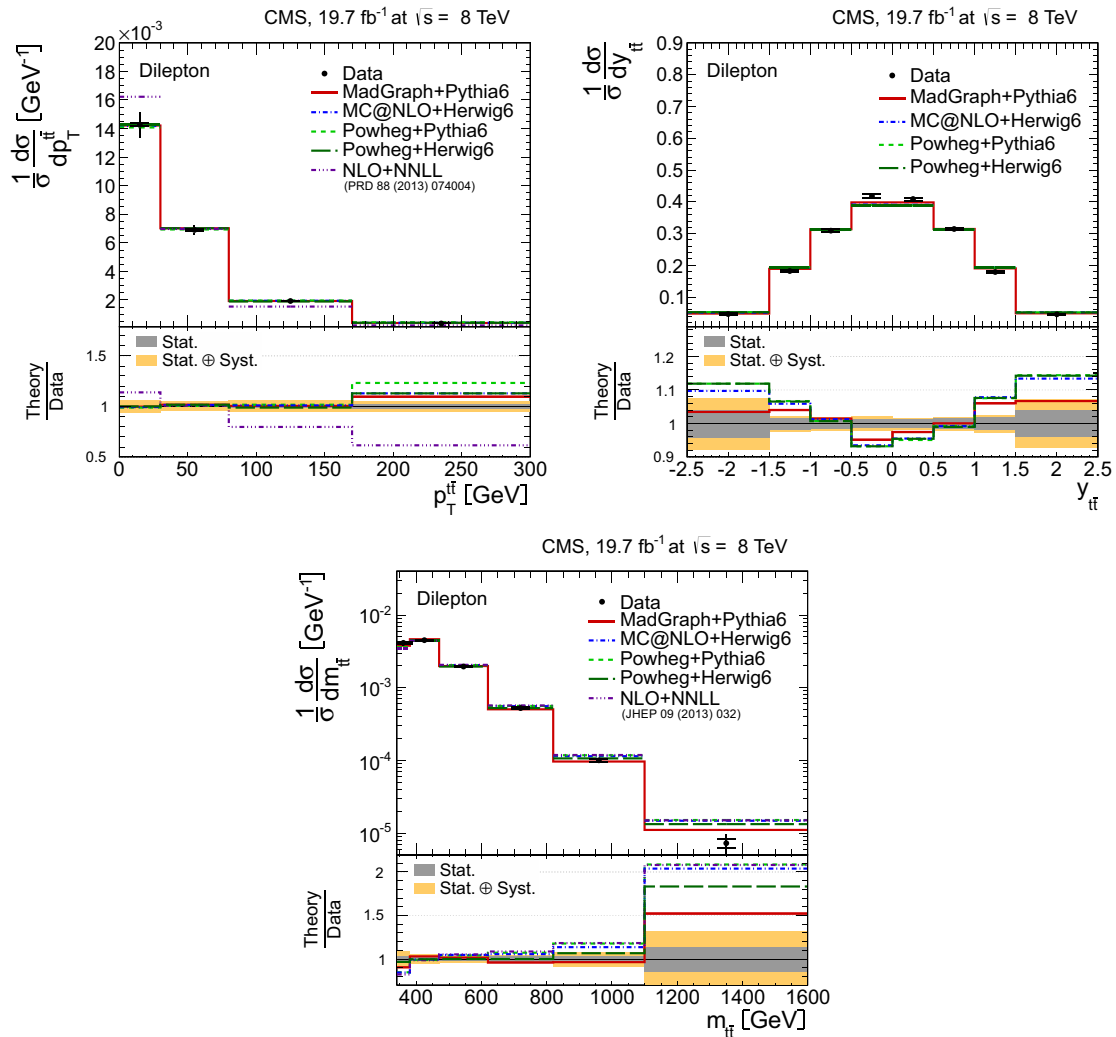 CMS, 19.7 fb⁻¹ at √s = 8 TeV
×10⁻³
1/σ dσ/dp_T^{tt̄} [GeV⁻¹]
20
18
16
14
12
10
8
6
4
2
Dilepton
Data
MadGraph+Pythia6
MC@NLO+Herwig6
Powheg+Pythia6
Powheg+Herwig6
NLO+NNLL
(PRD 88 (2013) 074004)
Theory/Data
1.5
1
0.5
Stat.
Stat. ⊕ Syst.
0 50 100 150 200 250 300
p_T^{tt̄} [GeV]
CMS, 19.7 fb⁻¹ at √s = 8 TeV
1/σ dσ/dy_{tt̄}
0.9
0.8
0.7
0.6
0.5
0.4
0.3
0.2
0.1
Dilepton
Data
MadGraph+Pythia6
MC@NLO+Herwig6
Powheg+Pythia6
Powheg+Herwig6
Theory/Data
1.2
1.1
1
0.9
Stat.
Stat. ⊕ Syst.
-2.5 -2 -1.5 -1 -0.5 0 0.5 1 1.5 2 2.5
y_{tt̄}
CMS, 19.7 fb⁻¹ at √s = 8 TeV
1/σ dσ/dm_{tt̄} [GeV⁻¹]
10⁻²
10⁻³
10⁻⁴
10⁻⁵
Dilepton
Data
MadGraph+Pythia6
MC@NLO+Herwig6
Powheg+Pythia6
Powheg+Herwig6
NLO+NNLL
(JHEP 09 (2013) 032)
Theory/Data
2
1.5
1
Stat.
Stat. ⊕ Syst.
400 600 800 1000 1200 1400 1600
m_{tt̄} [GeV]